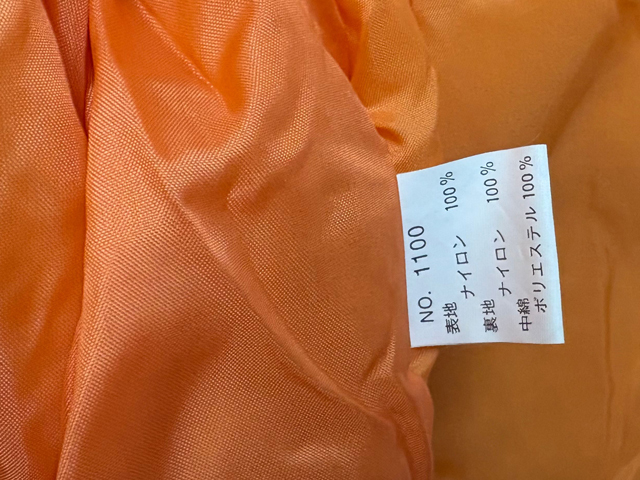 NO. 1100
表地
ナイロン 100%
裏地
ナイロン 100%
中綿
ポリエステル 100%